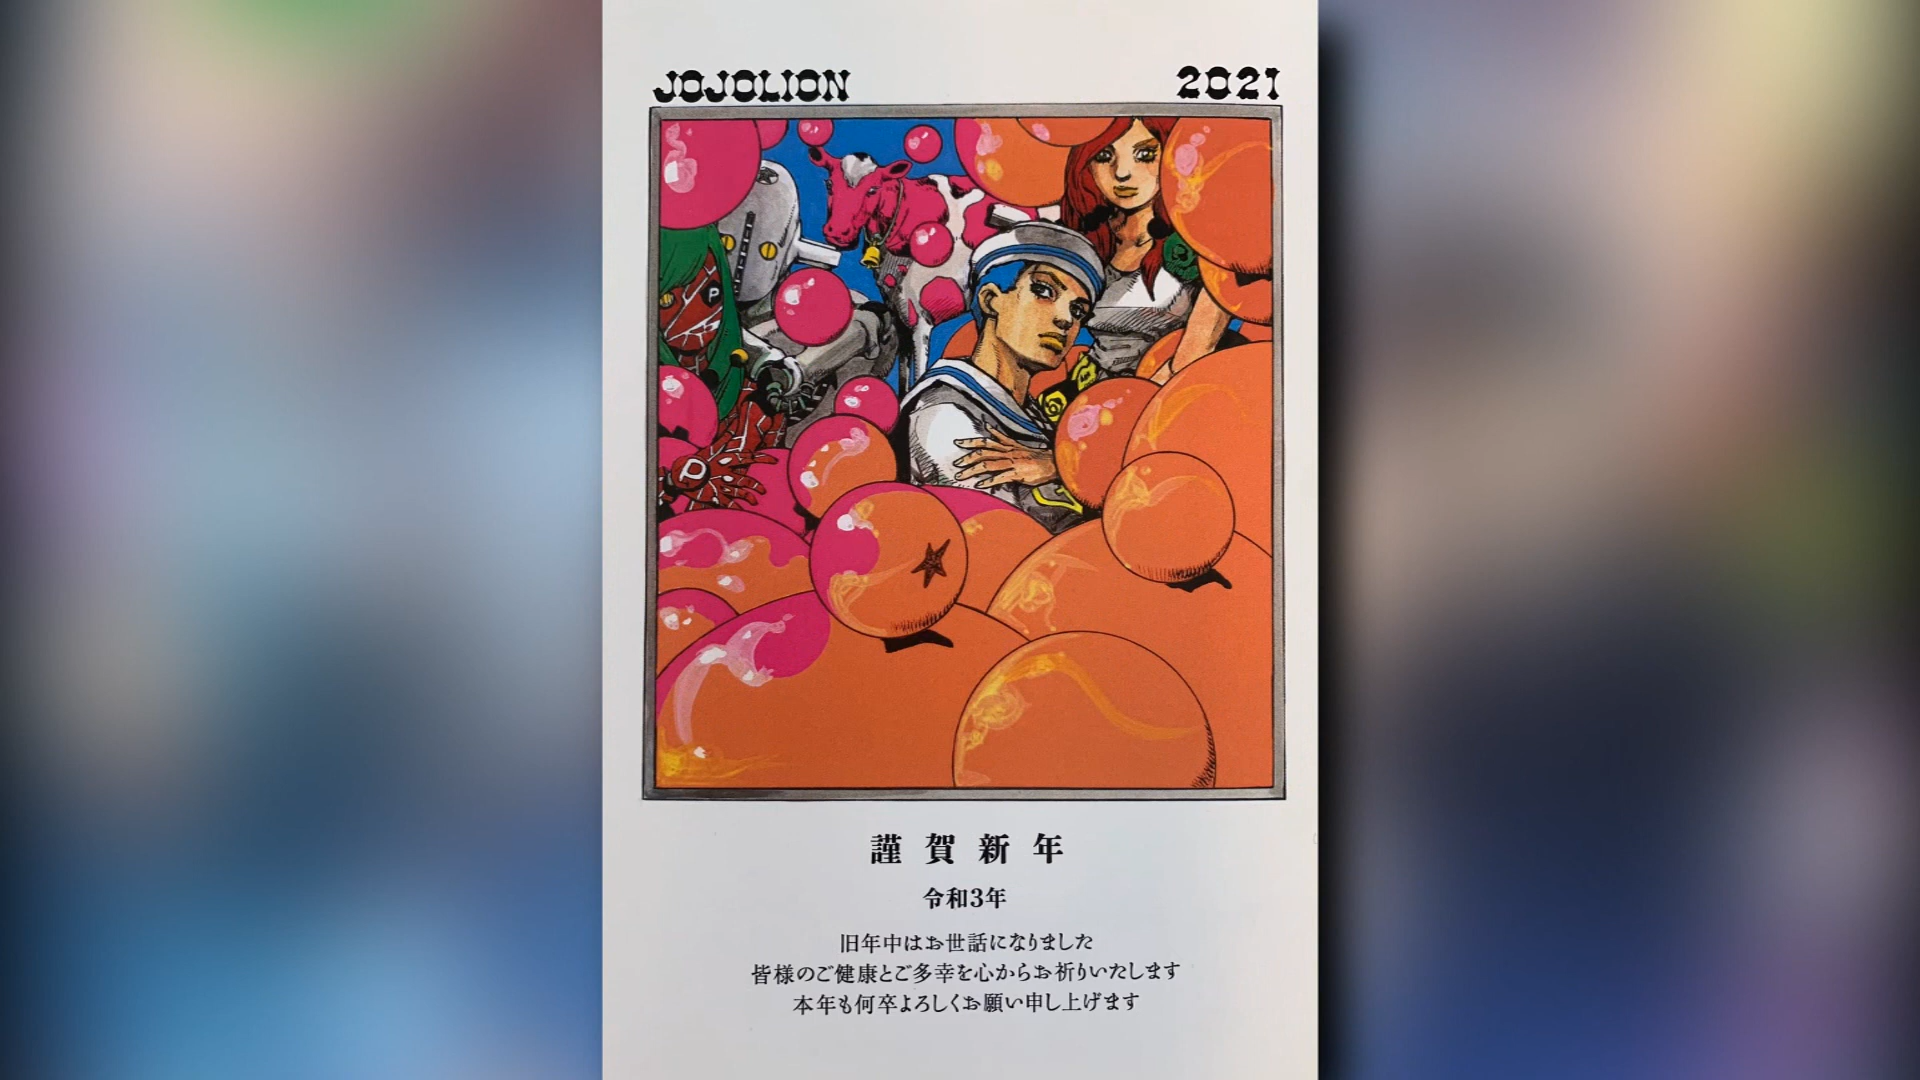 JOJOLION 2021
P
D
謹賀新年
令和3年
旧年中はお世話になりました
皆様のご健康とご多幸を心からお祈りいたします
本年も何卒よろしくお願い申し上げます